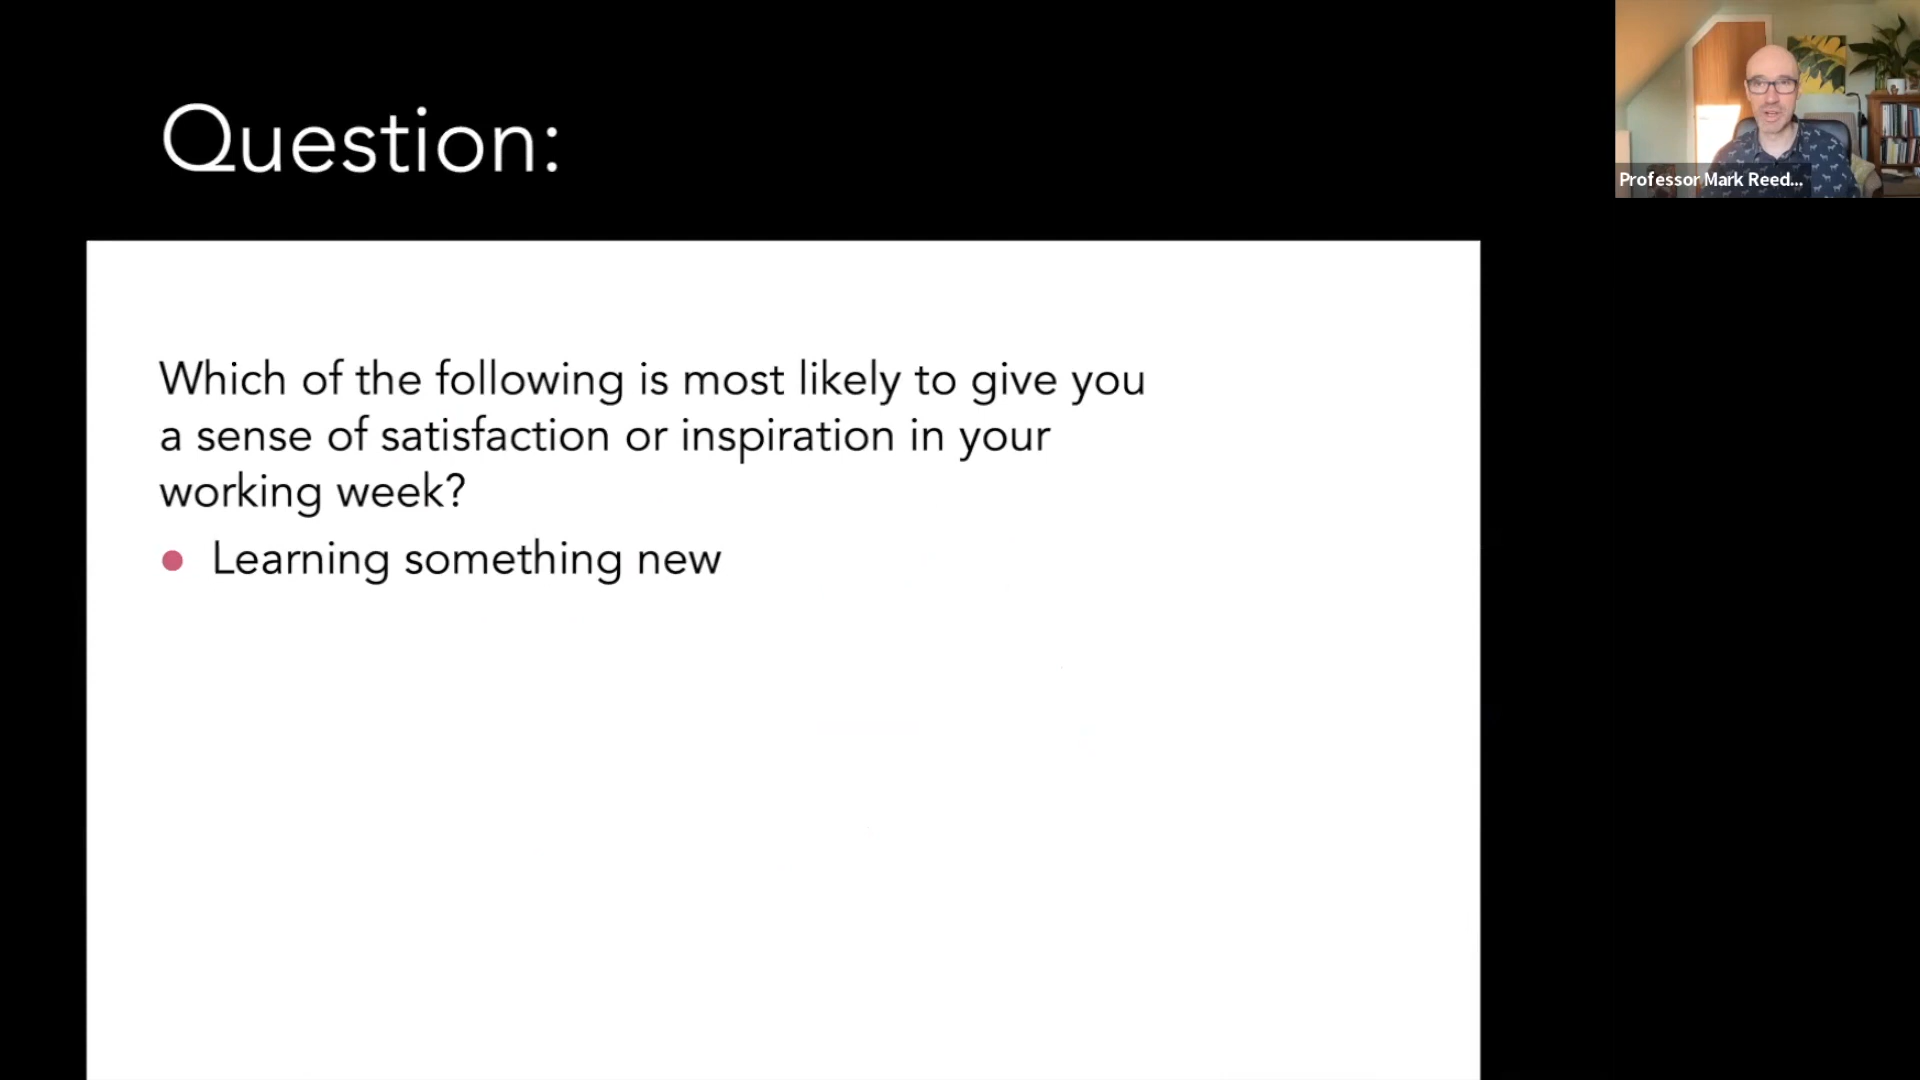 Question:
Professor Mark Reed...
Which of the following is most likely to give you
a sense of satisfaction or inspiration in your
working week?
Learning something new